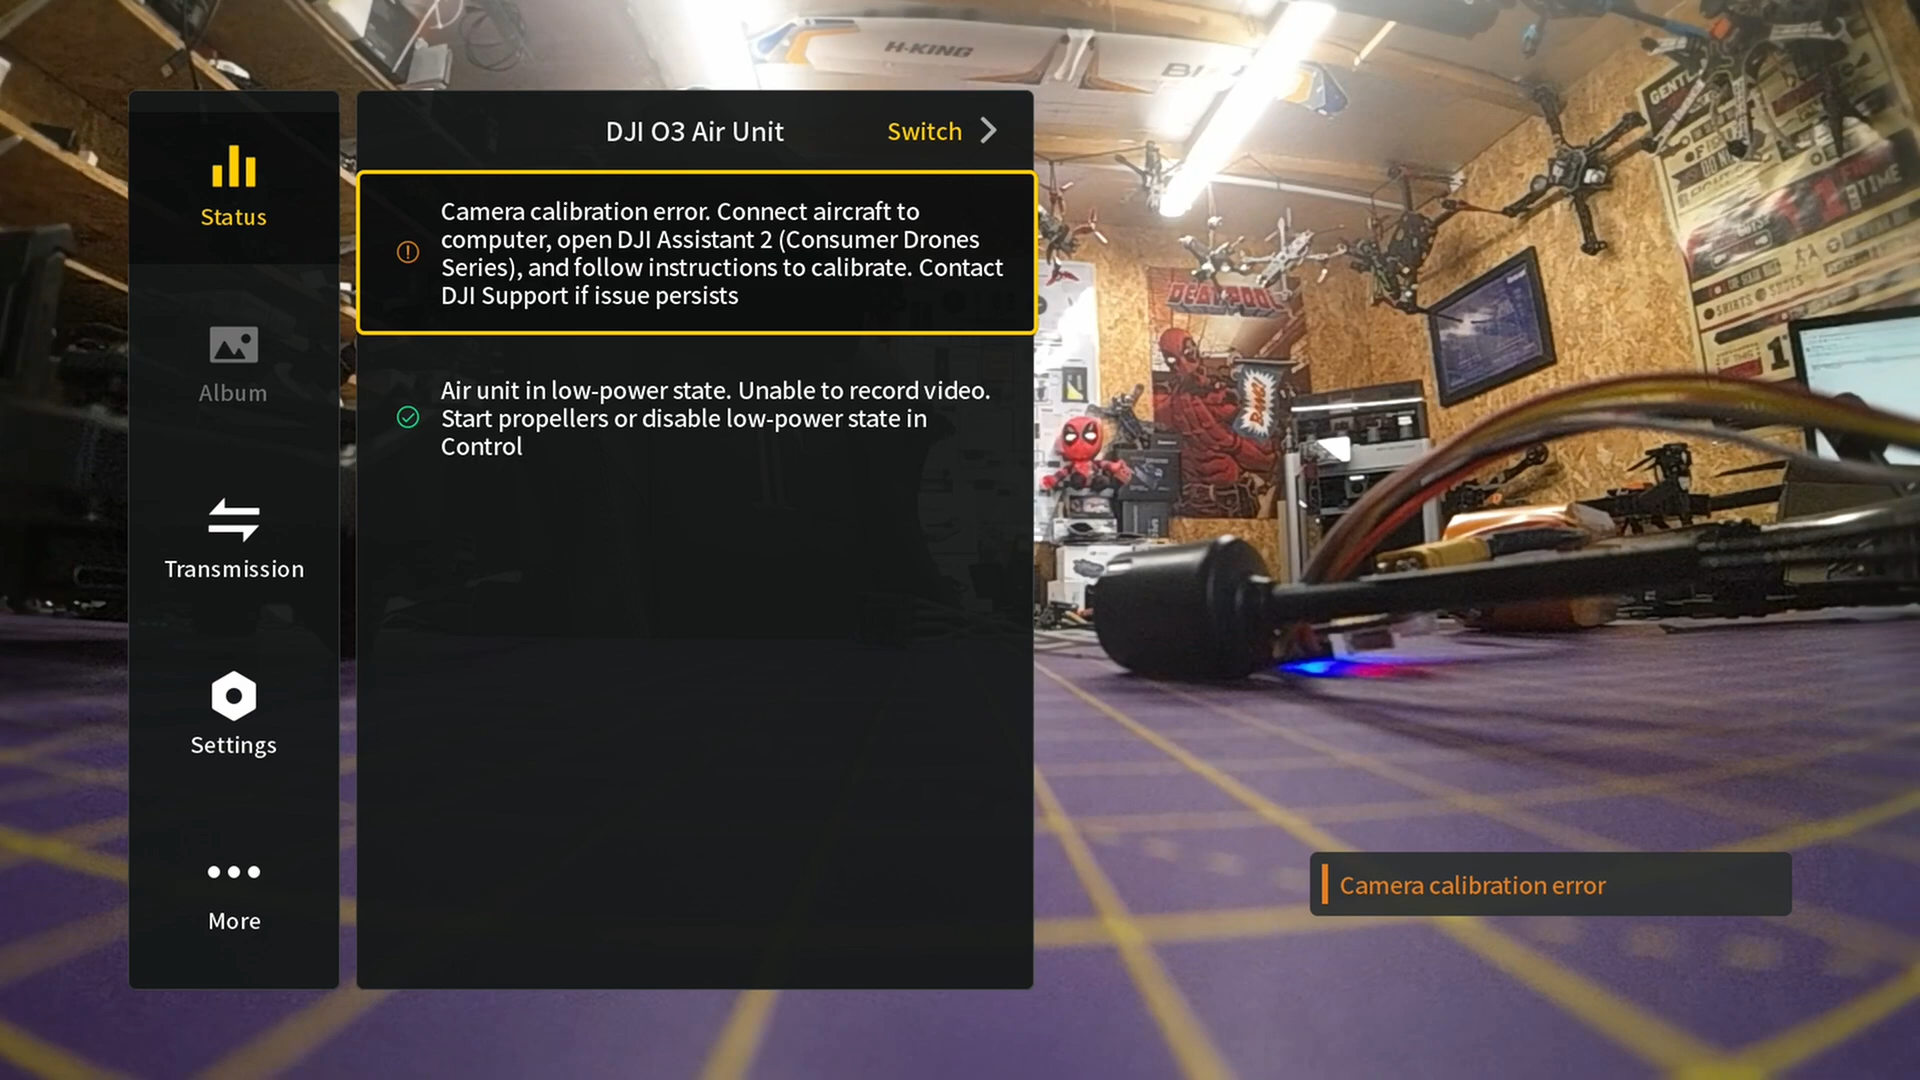 Status
Album
Transmission
Settings
More
DJI O3 Air Unit
Switch
Camera calibration error. Connect aircraft to
computer, open DJI Assistant 2 (Consumer Drones
Series), and follow instructions to calibrate. Contact
DJI Support if issue persists
Air unit in low-power state. Unable to record video.
Start propellers or disable low-power state in
Control
Camera calibration error
H-KING
DEADPOOL
BANG!